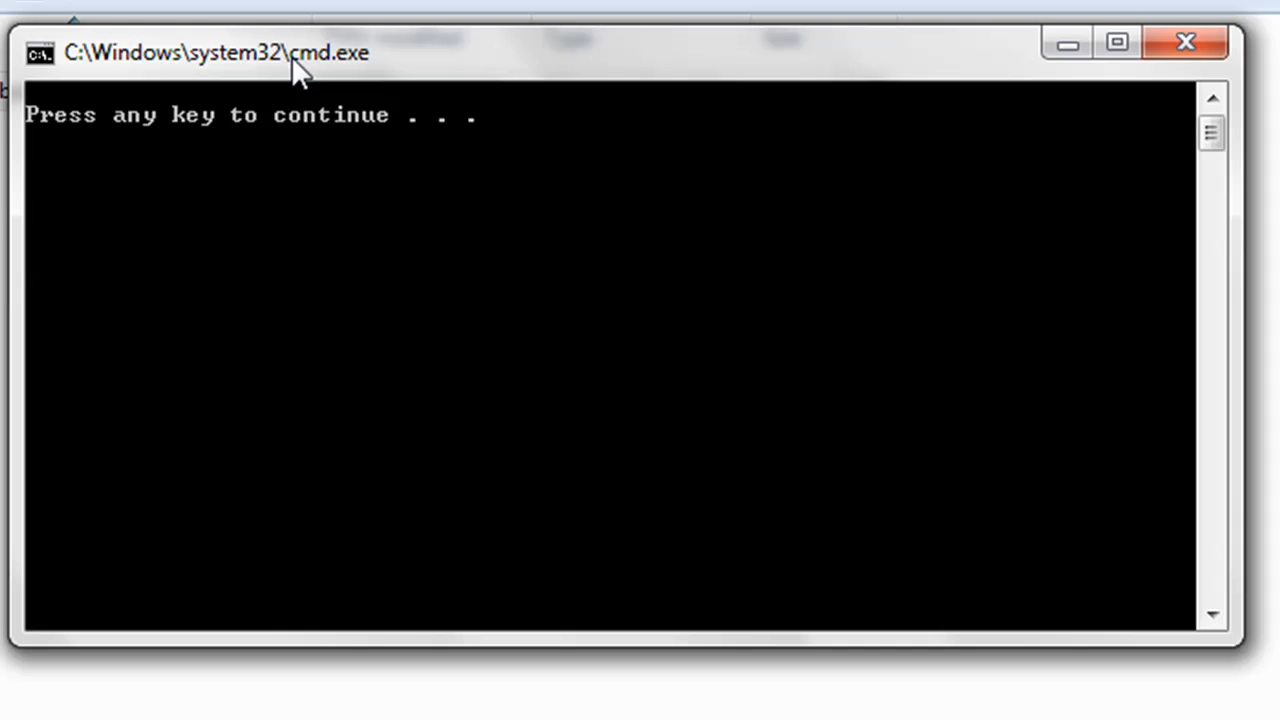 C:\Windows\system32\cmd.exe
Press any key to continue . . .